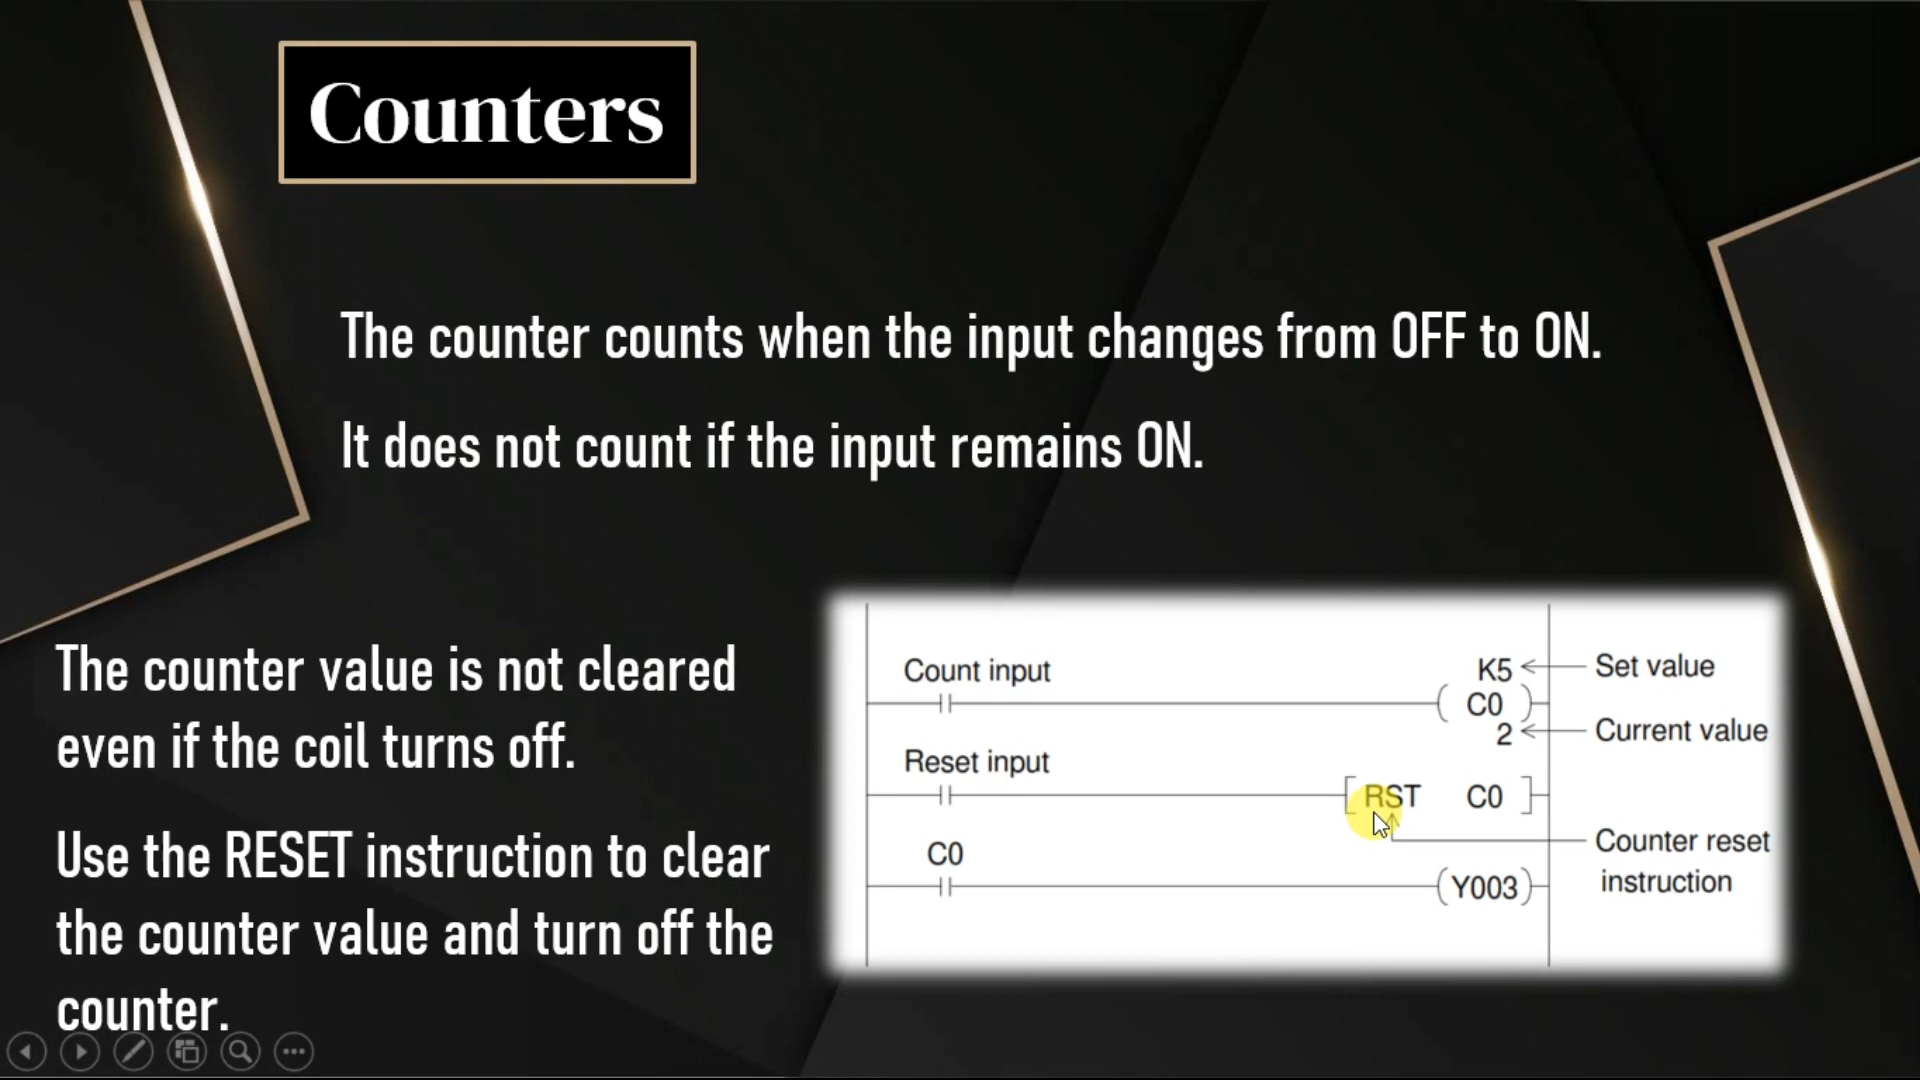 Counters
The counter counts when the input changes from OFF to ON.
It does not count if the input remains ON.
The counter value is not cleared
even if the coil turns off.
Use the RESET instruction to clear
the counter value and turn off the
counter.
Count input
K5
Set value
C0
2
Current value
Reset input
RST C0
Counter reset
instruction
C0
Y003